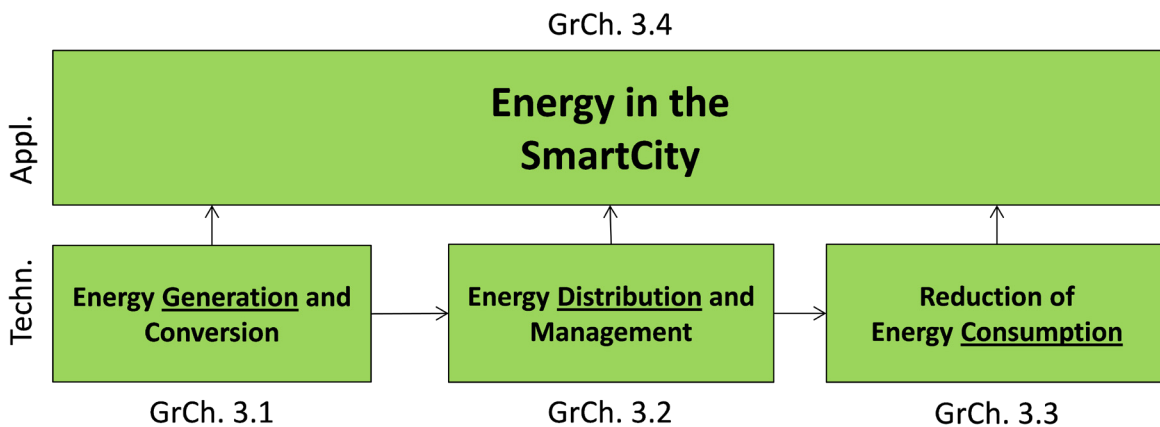 GrCh. 3.4
Appl.
Energy in the
SmartCity
Techn.
Energy Generation and
Conversion
Energy Distribution and
Management
Reduction of
Energy Consumption
GrCh. 3.1
GrCh. 3.2
GrCh. 3.3